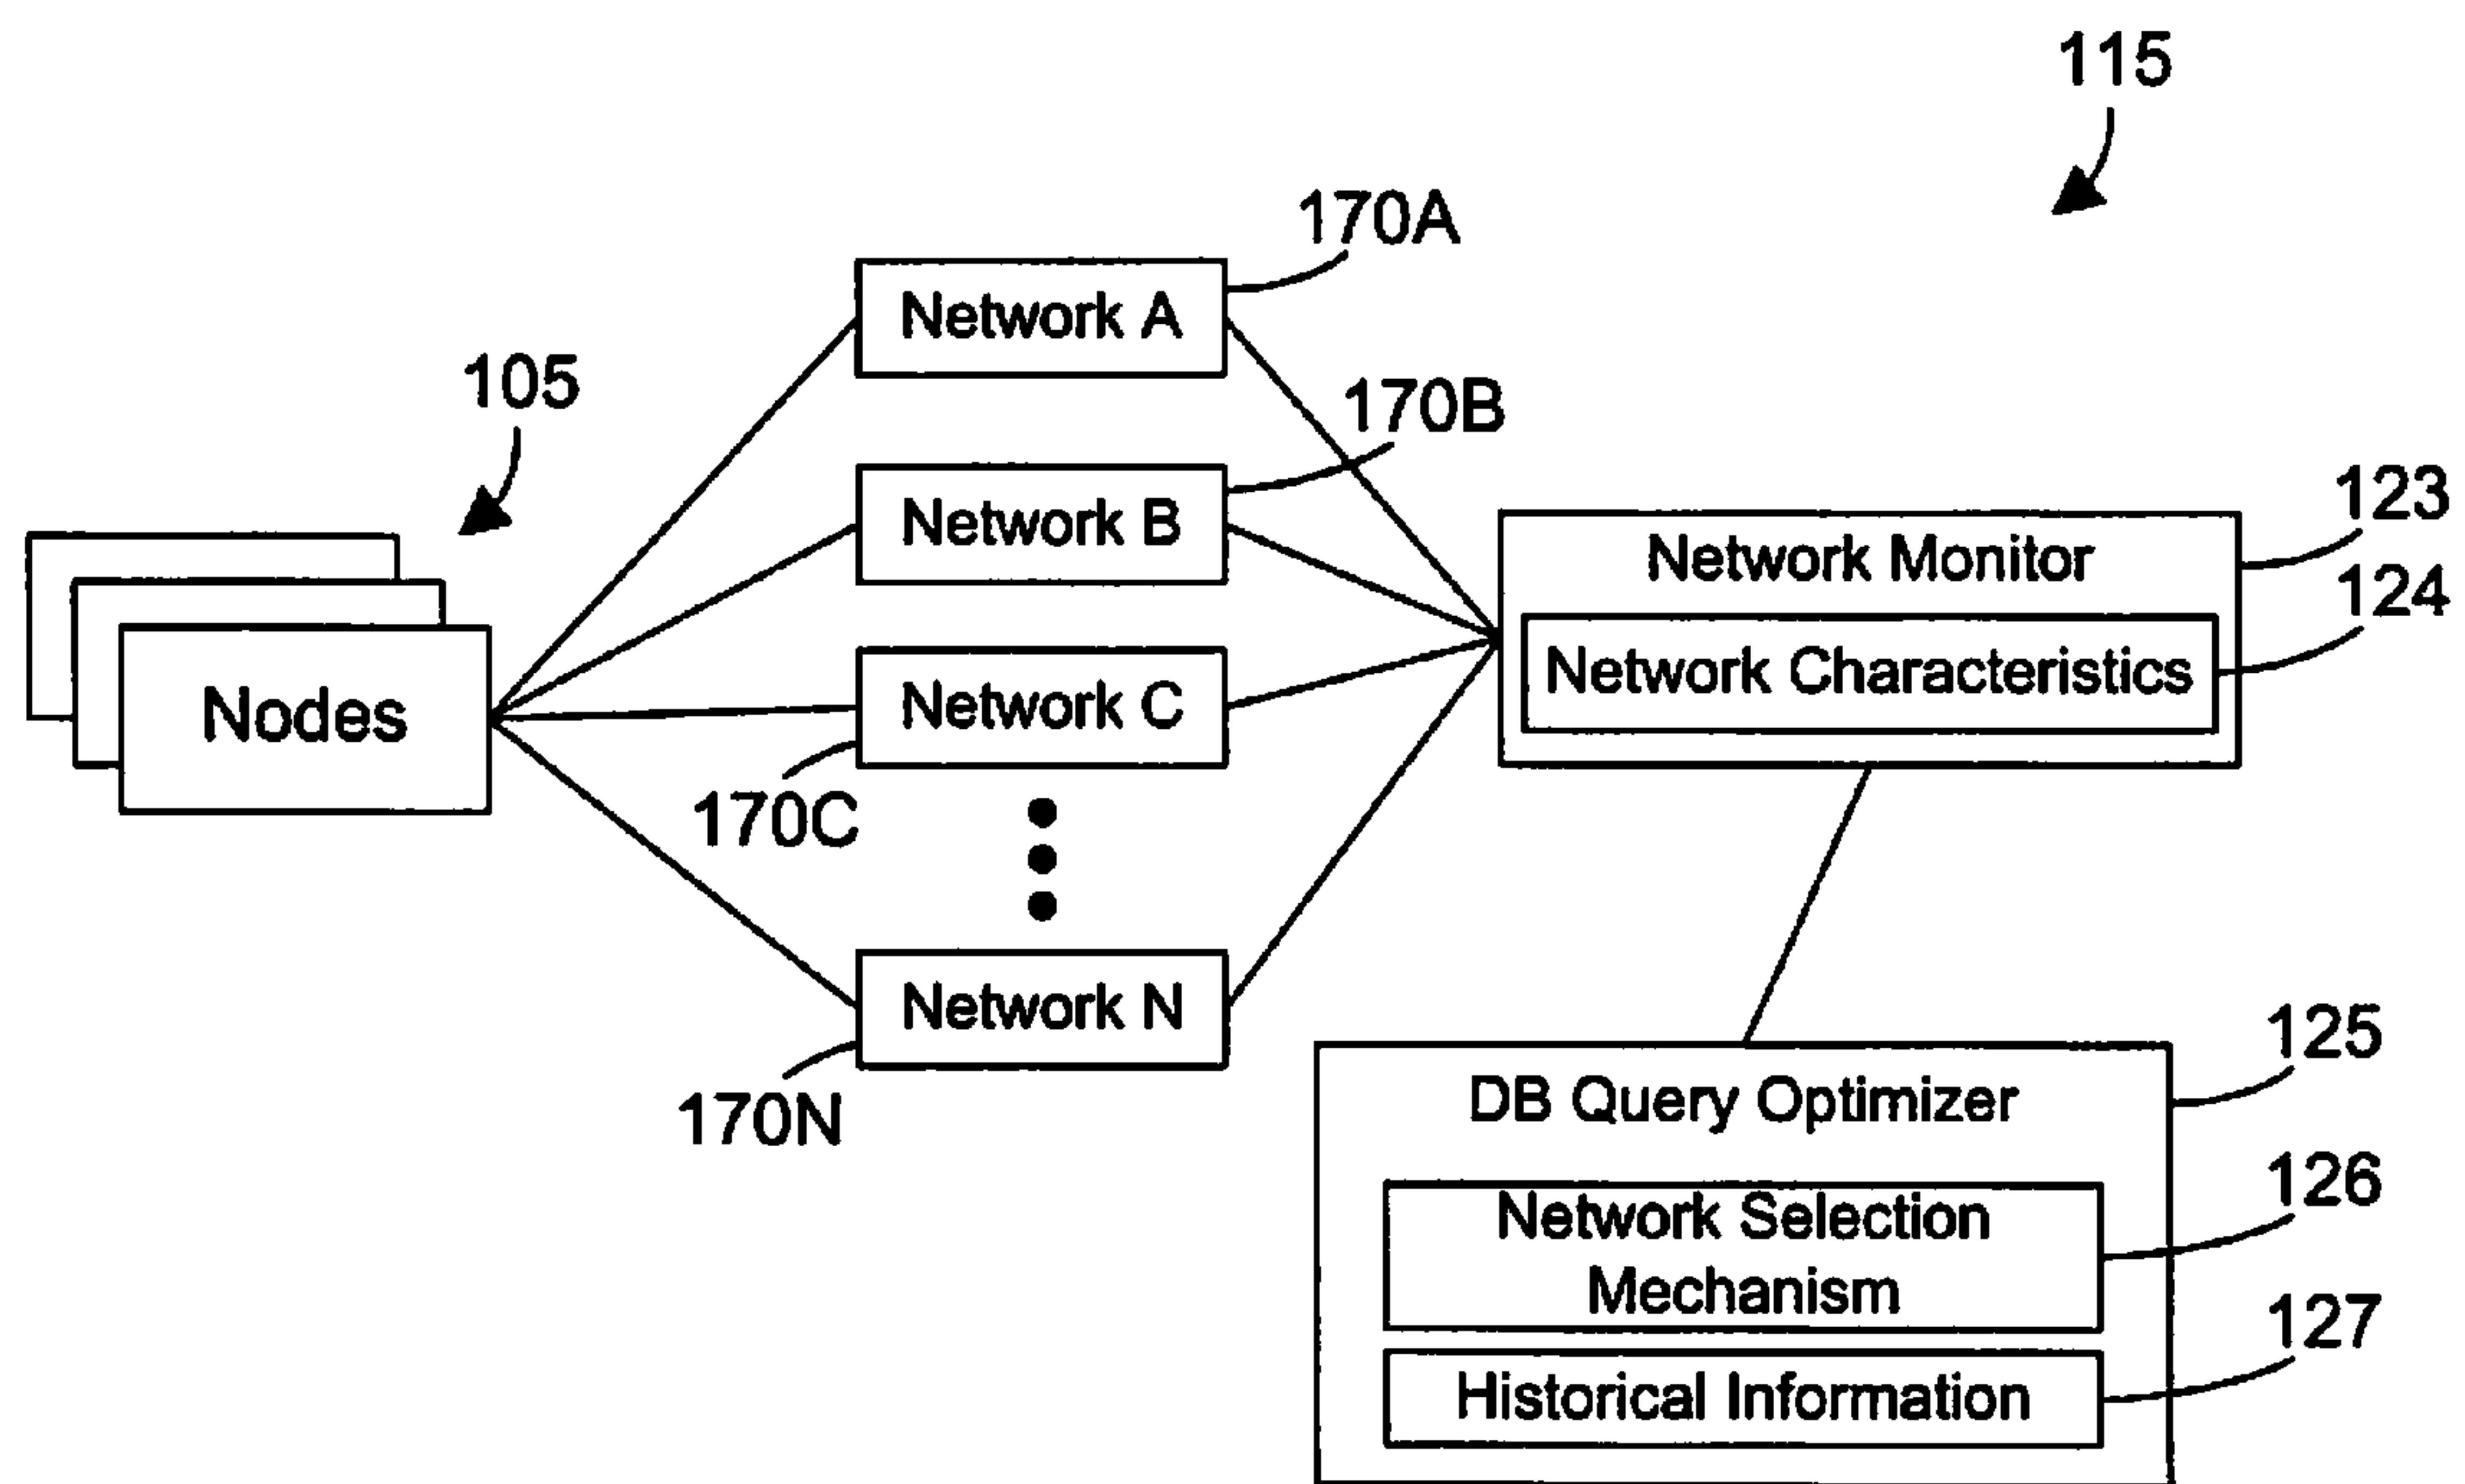 115
170A
Network A
105
170B
Network B
123
Network Monitor
124
Network Characteristics
Nodes
Network C
170C
Network N
170N
125
DB Query Optimizer
126
Network Selection
Mechanism
127
Historical Information